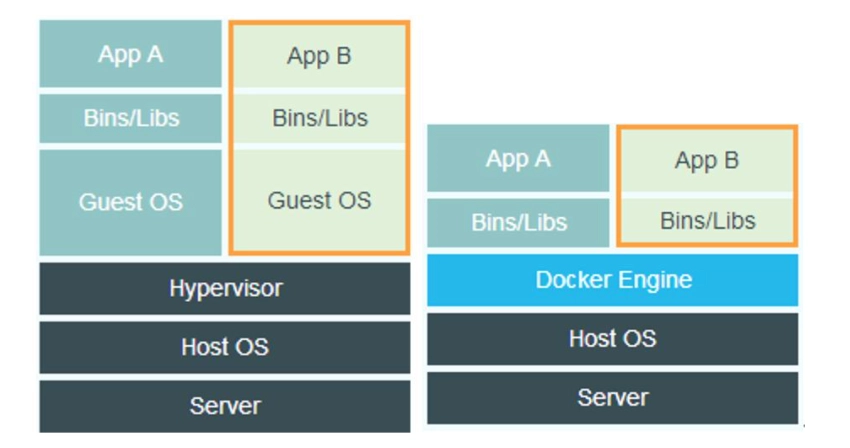 App A
App B
Bins/Libs
Bins/Libs
Guest OS
Guest OS
Hypervisor
Host OS
Server
App A
App B
Bins/Libs
Bins/Libs
Docker Engine
Host OS
Server